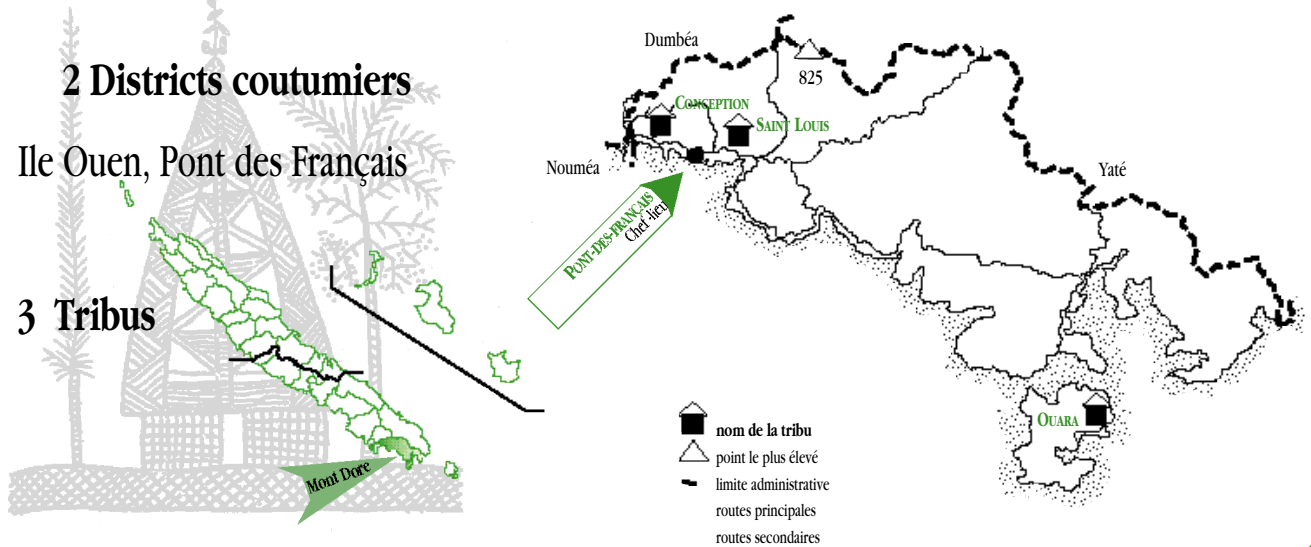 2 Districts coutumiers
Ile Ouen, Pont des Français
3 Tribus
Mont Dore
Dumbéa
825
CONCEPTION
SAINT LOUIS
Nouméa
Yaté
PONT-DES-FRANÇAIS
Chef-lieu
OUARA
nom de la tribu
point le plus élevé
limite administrative
routes principales
routes secondaires